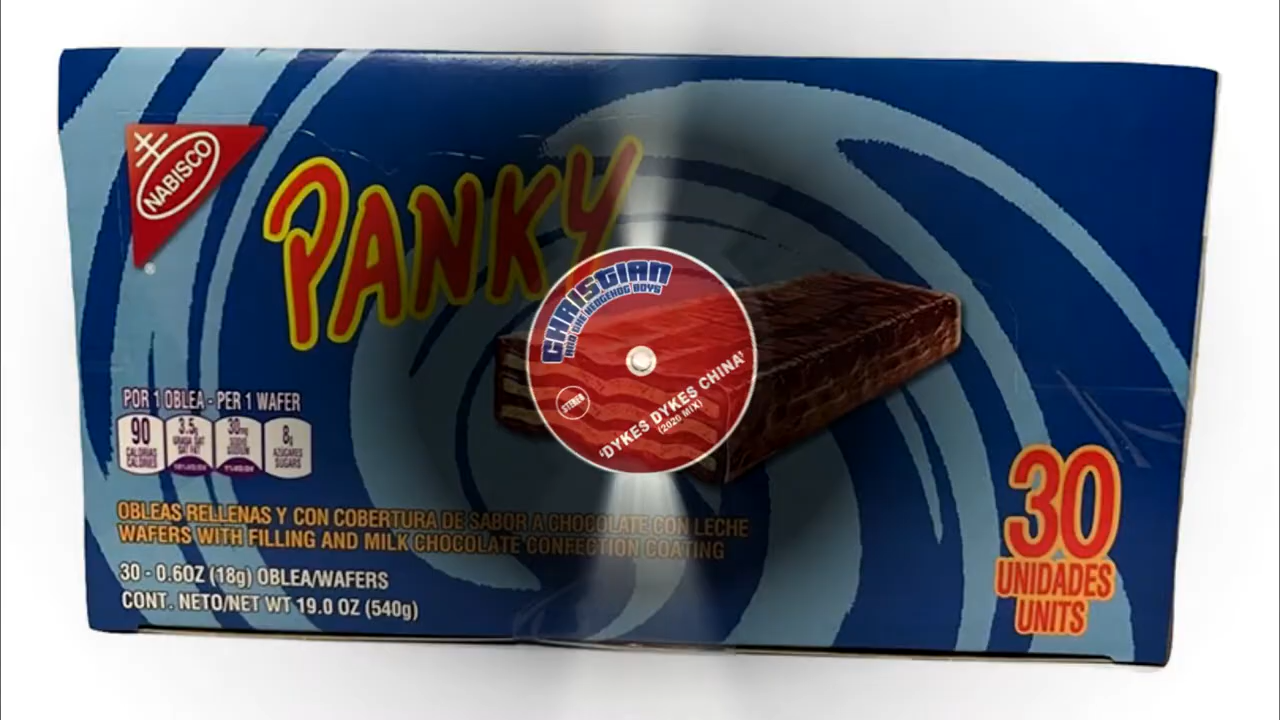 NABISCO
®
PANKY
CHRISTIAN
AND THE HEDGEHOG BOYS
STEREO
'DYKES DYKES CHINA'
(2020 MIX)
POR 1 OBLEA - PER 1 WAFER
90
CALORÍAS
CALORIES
3.5g
GRASA SAT
SAT FAT
30mg
SODIO
SODIUM
8g
AZÚCARES
SUGARS
OBLEAS RELLENAS Y CON COBERTURA DE SABOR A CHOCOLATE CON LECHE
WAFERS WITH FILLING AND MILK CHOCOLATE CONFECTION COATING
30 - 0.6OZ (18g) OBLEA/WAFERS
CONT. NETO/NET WT 19.0 OZ (540g)
30
UNIDADES
UNITS